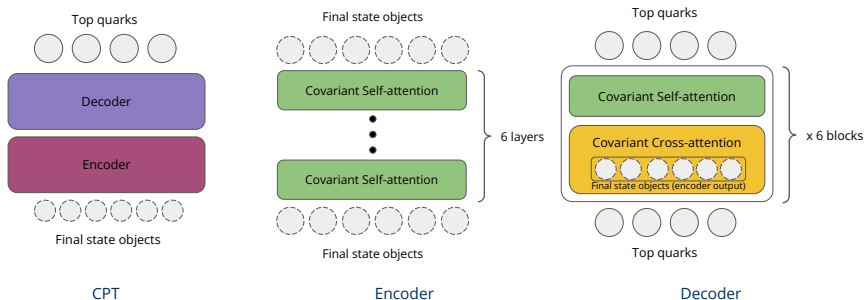 Top quarks
Decoder
Encoder
Final state objects
CPT
Final state objects
Covariant Self-attention
6 layers
Covariant Self-attention
Final state objects
Encoder
Top quarks
Covariant Self-attention
Covariant Cross-attention
Final state objects (encoder output)
x 6 blocks
Top quarks
Decoder